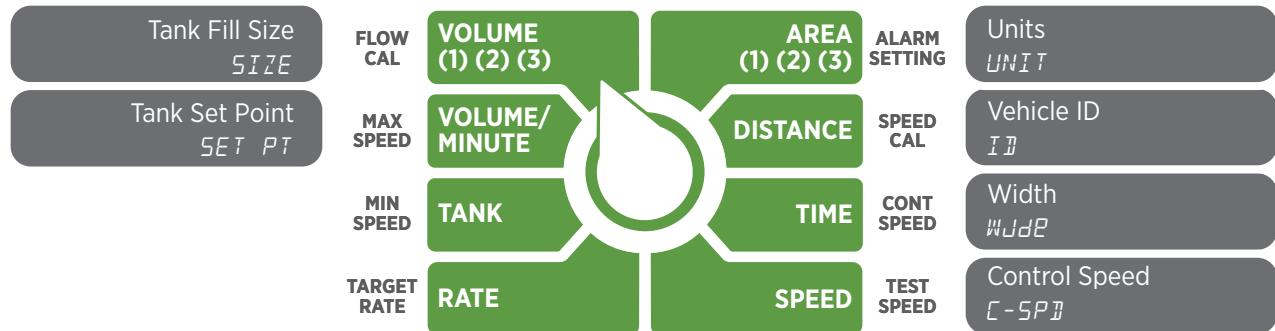 Tank Fill Size
SIZE
Tank Set Point
SET PT
FLOW
CAL
MAX
SPEED
MIN
SPEED
TARGET
RATE
VOLUME
(1) (2) (3)
VOLUME/
MINUTE
TANK
RATE
AREA
(1) (2) (3)
DISTANCE
TIME
SPEED
ALARM
SETTING
SPEED
CAL
CONT
SPEED
TEST
SPEED
Units
UNIT
Vehicle ID
ID
Width
WJdE
Control Speed
C-SPD